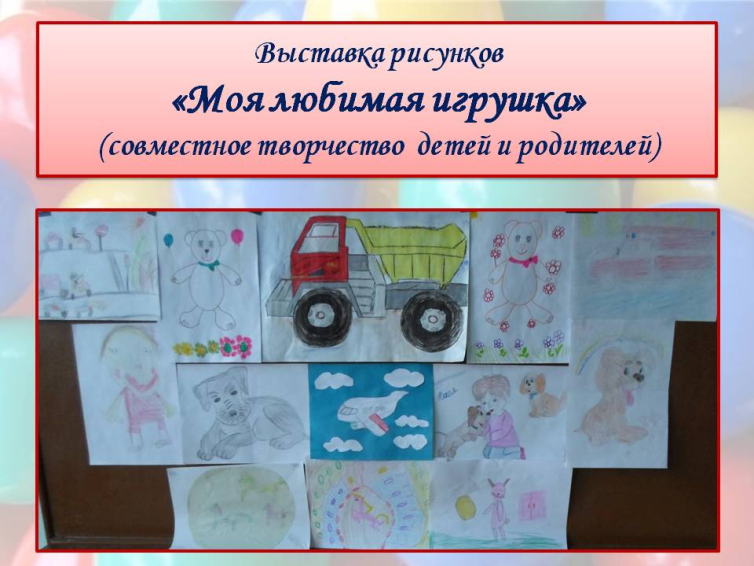 Выставка рисунков
«Моя любимая игрушка»
(совместное творчество детей и родителей)